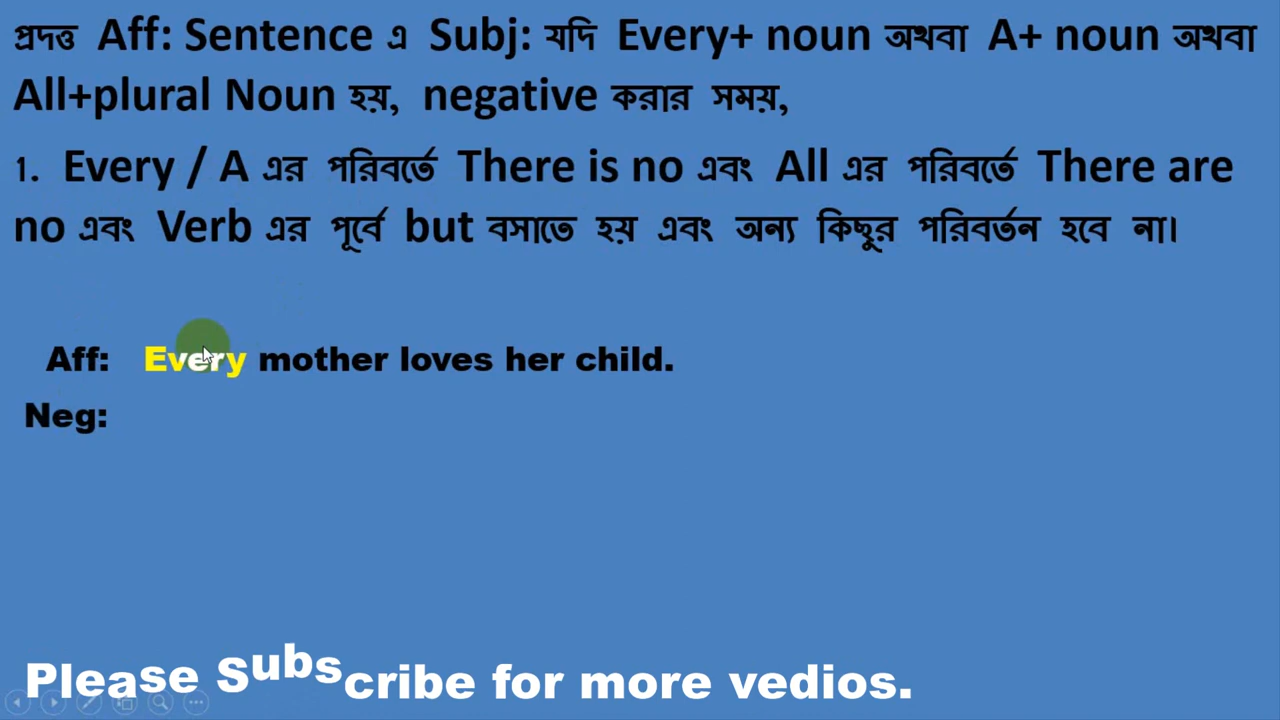 প্রদত্ত Aff: Sentence এ Subj: যদি Every+ noun অথবা A+ noun অথবা
All+plural Noun হয়, negative করার সময়,
1. Every / A এর পরিবর্তে There is no এবং All এর পরিবর্তে There are
no এবং Verb এর পূর্বে but বসাতে হয় এবং অন্য কিছুর পরিবর্তন হবে না।
Aff: Every mother loves her child.
Neg:
Please Subscribe for more vedios.